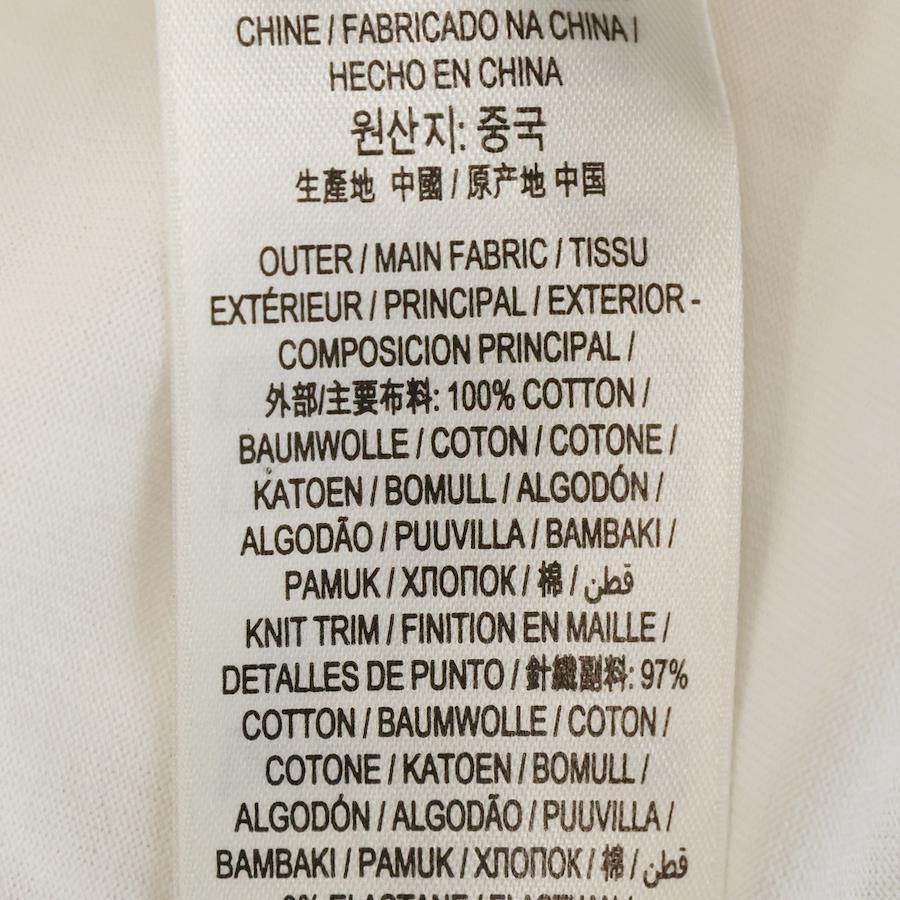 CHINE / FABRICADO NA CHINA /
HECHO EN CHINA
원산지: 중국
生產地 中國 / 原产地 中国
OUTER / MAIN FABRIC / TISSU
EXTÉRIEUR / PRINCIPAL / EXTERIOR -
COMPOSICION PRINCIPAL /
外部/主要布料: 100% COTTON /
BAUMWOLLE / COTON / COTONE /
KATOEN / BOMULL / ALGODÓN /
ALGODÃO / PUUVILLA / BAMBAKI /
PAMUK / ХЛОПОК / 棉 / قطن
KNIT TRIM / FINITION EN MAILLE /
DETALLES DE PUNTO / 針織副料: 97%
COTTON / BAUMWOLLE / COTON /
COTONE / KATOEN / BOMULL /
ALGODÓN / ALGODÃO / PUUVILLA /
BAMBAKI / PAMUK / ХЛОПОК / 棉 / قطن